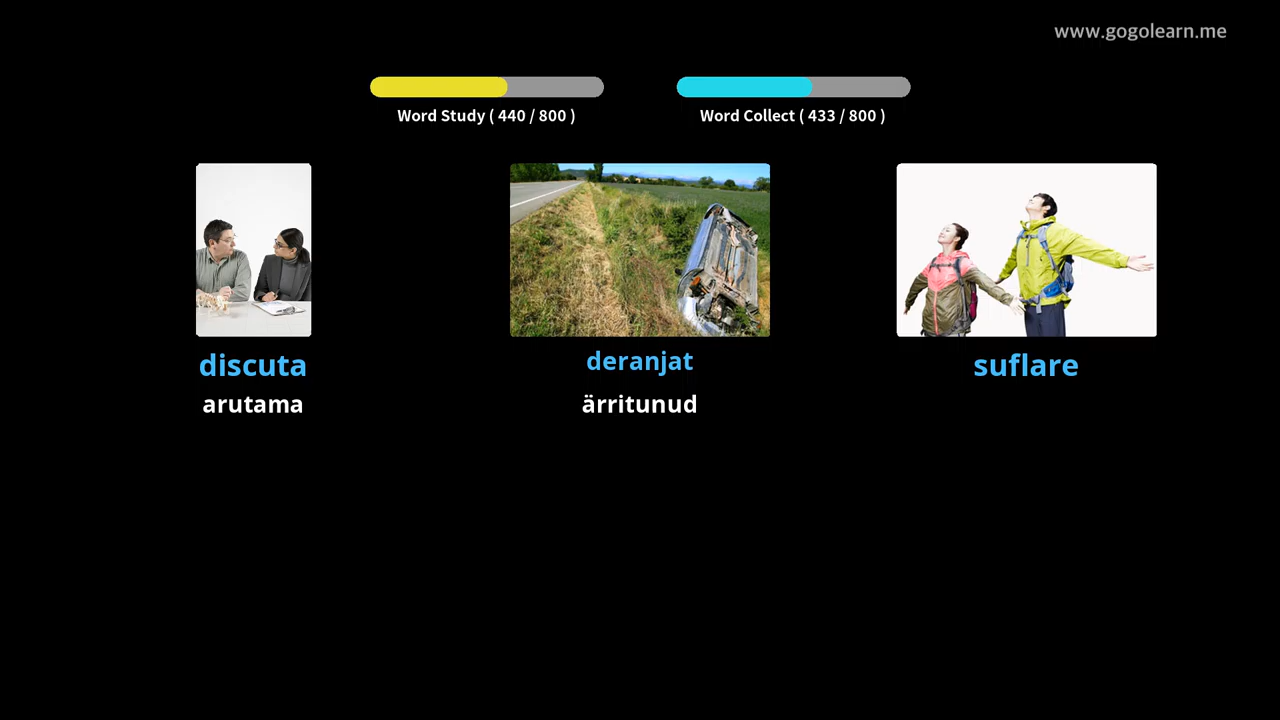 www.gogolearn.me
Word Study ( 440 / 800 )
Word Collect ( 433 / 800 )
discuta
deranjat
suflare
arutama
ärritunud